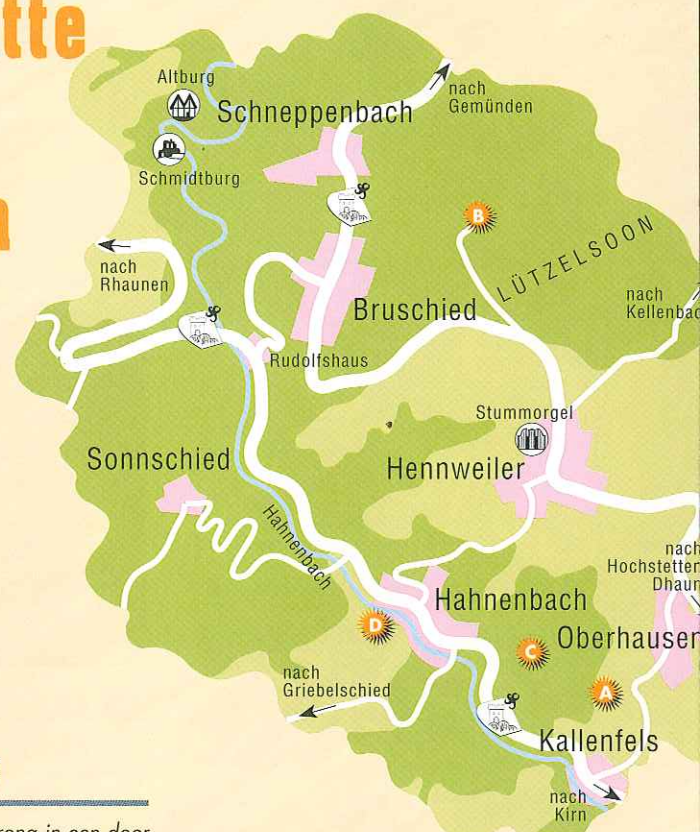 tte
Altburg
Schneppenbach
nach
Gemünden
Schmidtburg
B
LÜTZELSOON
nach
Rhaunen
nach
Kellenbac
Bruschied
Rudolfshaus
Stummorgel
Sonnschied
Hennweiler
Hahnenbach
nach
Hochstetten
Dhaun
Hahnenbach
D
C
Oberhausen
nach
Griebelschied
A
Kallenfels
nach
Kirn